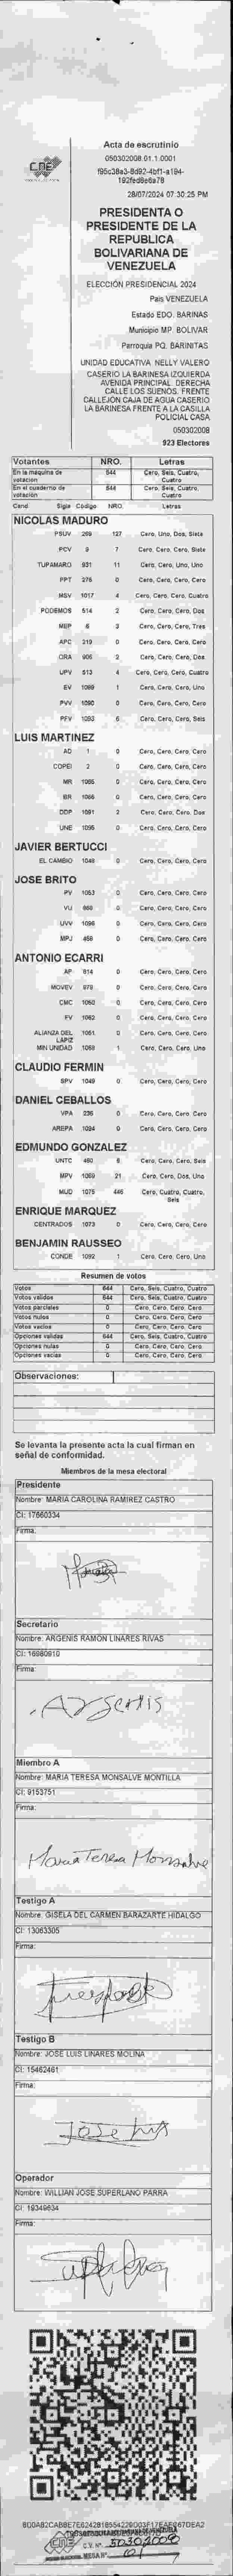 Acta de escrutinio
050302008.01.1.0001
28/07/2024 07:30:25 PM
CNE
PRESIDENTA O
PRESIDENTE DE LA
REPUBLICA
BOLIVARIANA DE
VENEZUELA
ELECCIÓN PRESIDENCIAL 2024
País VENEZUELA
Estado EDO. BARINAS
Municipio MP. BOLIVAR
Parroquia PQ. BARINITAS
UNIDAD EDUCATIVA NELLY VALERO
CASERIO LA BARINESA IZQUIERDA
AVENIDA PRINCIPAL. DERECHA
CALLE LOS SUENOS. FRENTE
CALLEJÓN CAJA DE AGUA CASERIO
LA BARINESA FRENTE A LA CASILLA
POLICIAL CASA
050302008
923 Electores
Votantes NRO. Letras
En la maquina de votación 644 Cero, Seis, Cuatro, Cuatro
En el cuaderno de votación 644 Cero, Seis, Cuatro, Cuatro
Cand. Sigla Código NRO. Letras
NICOLAS MADURO
PSUV 269 127 Cero, Uno, Dos, Siete
PCV 9 7 Cero, Cero, Cero, Siete
TUPAMARO 931 11 Cero, Cero, Uno, Uno
PPT 275 0 Cero, Cero, Cero, Cero
MSV 1017 4 Cero, Cero, Cero, Cuatro
PODEMOS 514 2 Cero, Cero, Cero, Dos
MEP 6 3 Cero, Cero, Cero, Tres
APC 219 0 Cero, Cero, Cero, Cero
ORA 906 2 Cero, Cero, Cero, Dos
UPV 513 4 Cero, Cero, Cero, Cuatro
EV 1089 1 Cero, Cero, Cero, Uno
PVV 1090 0 Cero, Cero, Cero, Cero
PFV 1093 6 Cero, Cero, Cero, Seis
LUIS MARTINEZ
AD 1 0 Cero, Cero, Cero, Cero
COPEI 2 0 Cero, Cero, Cero, Cero
MR 1065 0 Cero, Cero, Cero, Cero
BR 1066 0 Cero, Cero, Cero, Cero
DDP 1091 2 Cero, Cero, Cero, Dos
UNE 1095 0 Cero, Cero, Cero, Cero
JAVIER BERTUCCI
EL CAMBIO 1048 0 Cero, Cero, Cero, Cero
JOSE BRITO
PV 1053 0 Cero, Cero, Cero, Cero
VU 869 0 Cero, Cero, Cero, Cero
UVV 1096 0 Cero, Cero, Cero, Cero
MPJ 458 0 Cero, Cero, Cero, Cero
ANTONIO ECARRI
AP 814 0 Cero, Cero, Cero, Cero
MOVEV 979 0 Cero, Cero, Cero, Cero
CMC 1050 0 Cero, Cero, Cero, Cero
FV 1062 0 Cero, Cero, Cero, Cero
ALIANZA DEL LÁPIZ 1051 0 Cero, Cero, Cero, Cero
MIN UNIDAD 1069 1 Cero, Cero, Cero, Uno
CLAUDIO FERMIN
SPV 1049 0 Cero, Cero, Cero, Cero
DANIEL CEBALLOS
VPA 236 0 Cero, Cero, Cero, Cero
AREPA 1084 0 Cero, Cero, Cero, Cero
EDMUNDO GONZALEZ
UNTC 460 6 Cero, Cero, Cero, Seis
MPV 1069 21 Cero, Cero, Dos, Uno
MUD 1075 446 Cero, Cuatro, Cuatro, Seis
ENRIQUE MARQUEZ
CENTRADOS 1073 0 Cero, Cero, Cero, Cero
BENJAMIN RAUSSEO
CONDE 1092 1 Cero, Cero, Cero, Uno
Resumen de votos
Votos 644 Cero, Seis, Cuatro, Cuatro
Votos validos 644 Cero, Seis, Cuatro, Cuatro
Votos parciales 0 Cero, Cero, Cero, Cero
Votos nulos 0 Cero, Cero, Cero, Cero
Votos vacíos 0 Cero, Cero, Cero, Cero
Opciones validas 644 Cero, Seis, Cuatro, Cuatro
Opciones nulas 0 Cero, Cero, Cero, Cero
Opciones vacias 0 Cero, Cero, Cero, Cero
Observaciones:
Se levanta la presente acta la cual firman en
señal de conformidad.
Miembros de la mesa electoral
Presidente
Nombre: MARIA CAROLINA RAMIREZ CASTRO
CI: 17660334
Firma:
Secretario
Nombre: ARGENIS RAMON LINARES RIVAS
CI: 16980910
Firma:
Argenis
Miembro A
Nombre: MARIA TERESA MONSALVE MONTILLA
CI: 9153751
Firma:
Maria Teresa Monsalve
Testigo A
Nombre: GISELA DEL CARMEN BARAZARTE HIDALGO
CI: 13063305
Firma:
Testigo B
Nombre: JOSE LUIS LINARES MOLINA
CI: 15462461
Firma:
Jose Luis
Operador
Nombre: WILLIAN JOSE SUPERLANO PARRA
CI: 19349634
Firma:
CNE
C.V. Nº 50302008
MESA Nº 01